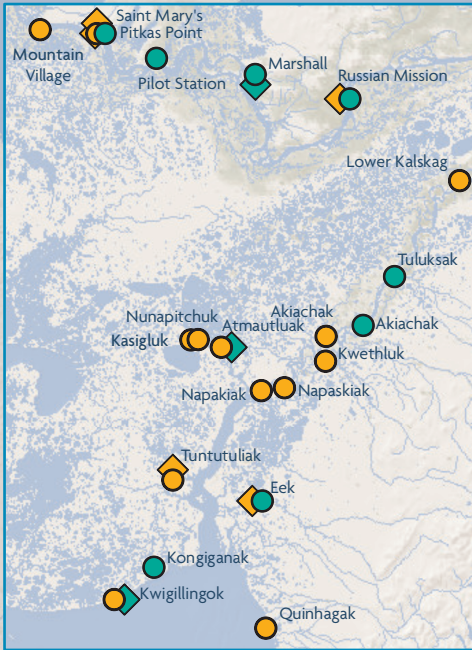 Saint Mary's
Pitkas Point
Mountain
Village
Pilot Station
Marshall
Russian Mission
Lower Kalskag
Tuluksak
Nunapitchuk
Akiachak
Atmautluak
Akiachak
Kasigluk
Kwethluk
Napakiak
Napaskiak
Tuntutuliak
Eek
Kongiganak
Kwigillingok
Quinhagak